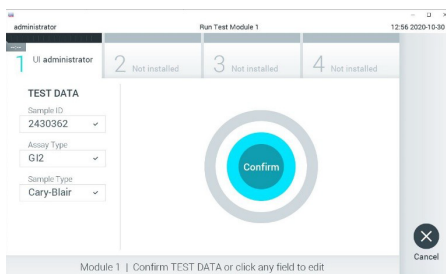 administrator
Run Test Module 1
12:56 2020-10-30
1 UI administrator
2 Not installed
3 Not installed
4 Not installed
TEST DATA
Sample ID
2430362
Assay Type
GI2
Sample Type
Cary-Blair
Confirm
Cancel
Module 1 | Confirm TEST DATA or click any field to edit